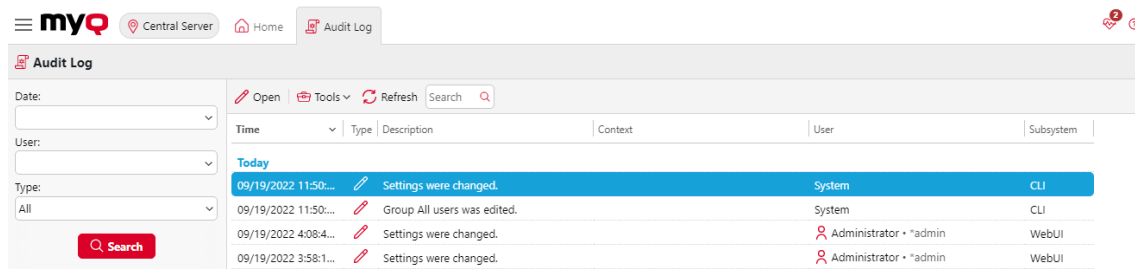 myQ Central Server Home Audit Log 2
Audit Log
Date:
Open Tools Refresh Search
Time Type Description Context User Subsystem
User:
Today
Type:
09/19/2022 11:50:... Settings were changed. System CLI
All
09/19/2022 11:50:... Group All users was edited. System CLI
09/19/2022 4:08:4... Settings were changed. Administrator • *admin WebUI
Search
09/19/2022 3:58:1... Settings were changed. Administrator • *admin WebUI